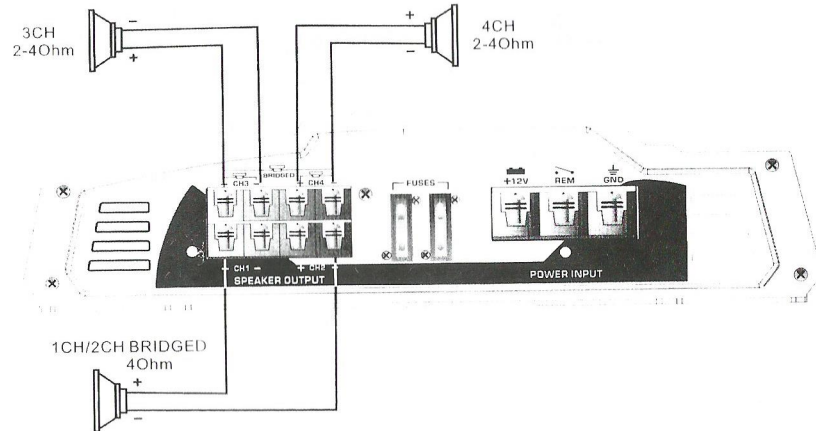 3CH
2-4Ohm
− +
+ −
4CH
2-4Ohm
BRIDGED
+ CH3 − + CH4 −
FUSES
+12V REM GND
+ CH1 − + CH2
SPEAKER OUTPUT
POWER INPUT
1CH/2CH BRIDGED
4Ohm
+
−